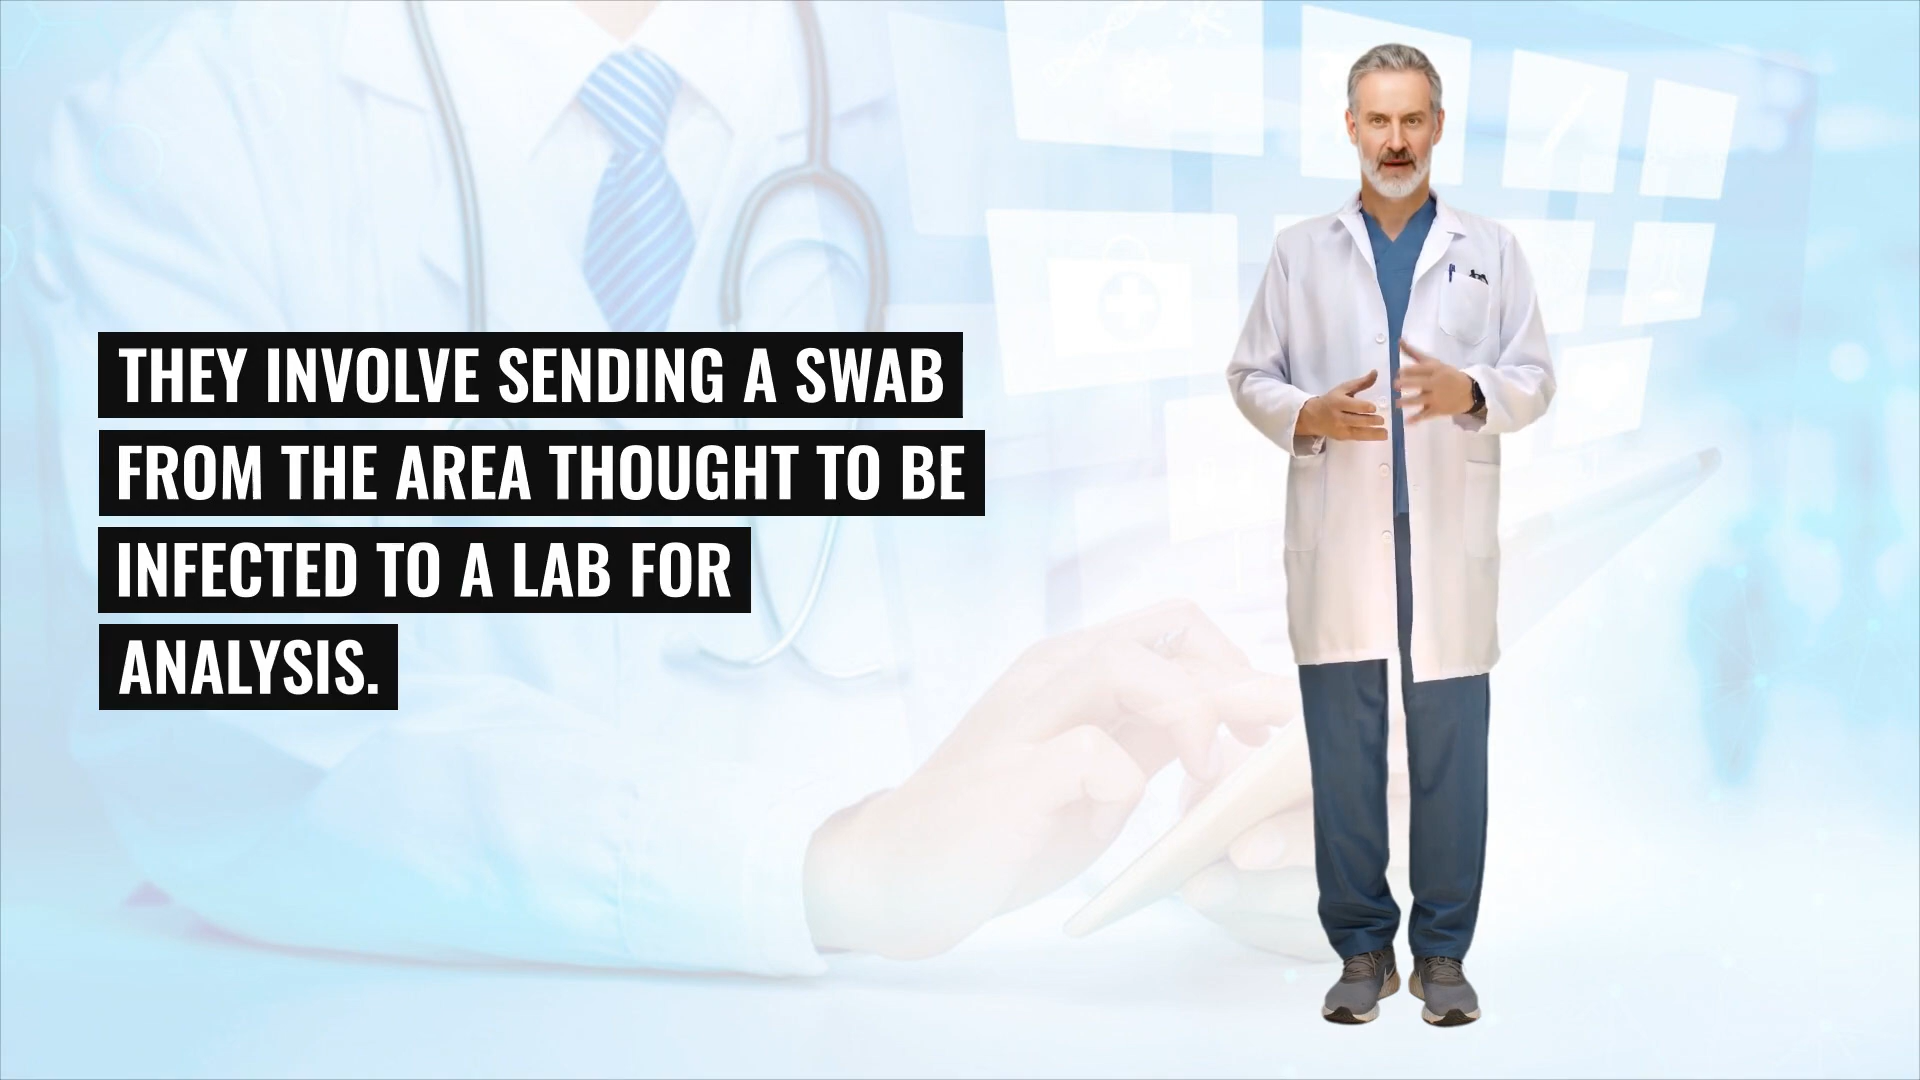 THEY INVOLVE SENDING A SWAB
FROM THE AREA THOUGHT TO BE
INFECTED TO A LAB FOR
ANALYSIS.